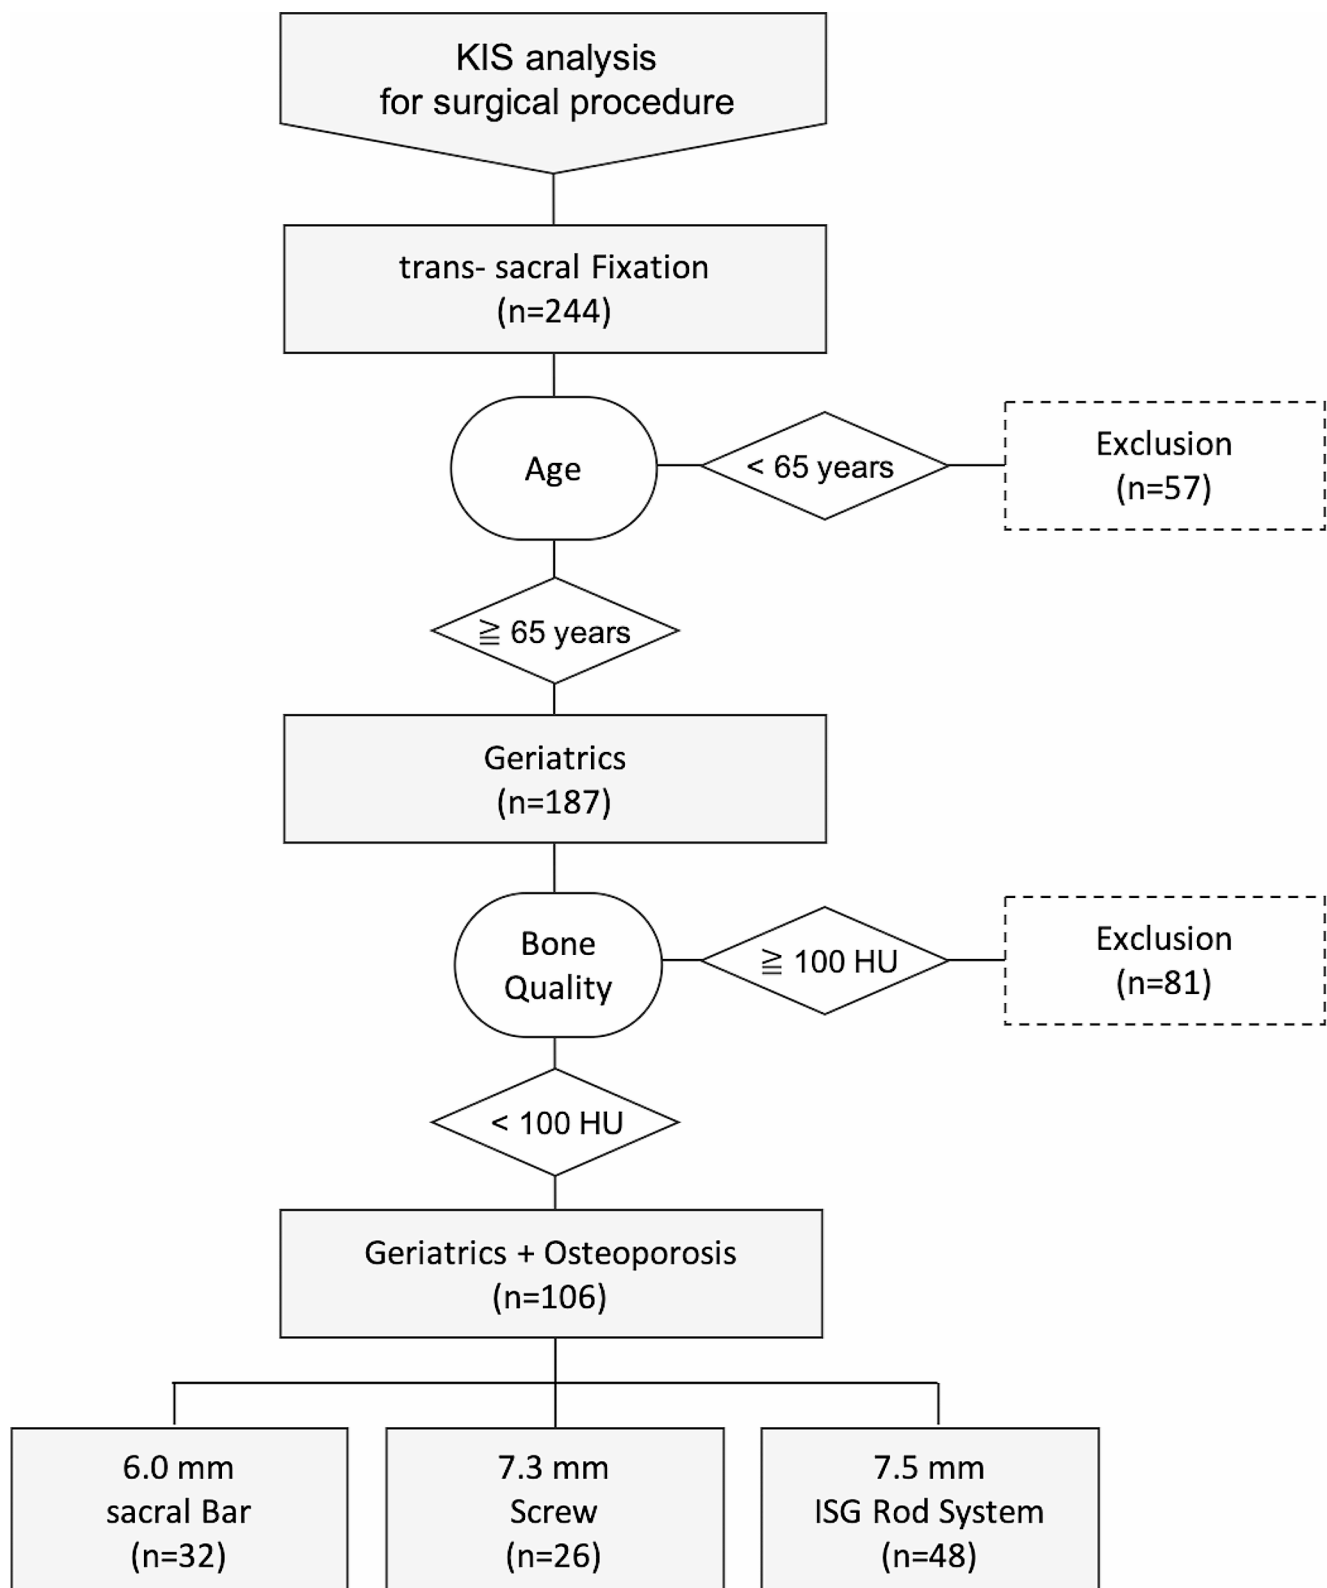 KIS analysis
for surgical procedure
trans- sacral Fixation
(n=244)
Age
< 65 years
Exclusion
(n=57)
≧ 65 years
Geriatrics
(n=187)
Bone
Quality
≧ 100 HU
Exclusion
(n=81)
< 100 HU
Geriatrics + Osteoporosis
(n=106)
6.0 mm
sacral Bar
(n=32)
7.3 mm
Screw
(n=26)
7.5 mm
ISG Rod System
(n=48)